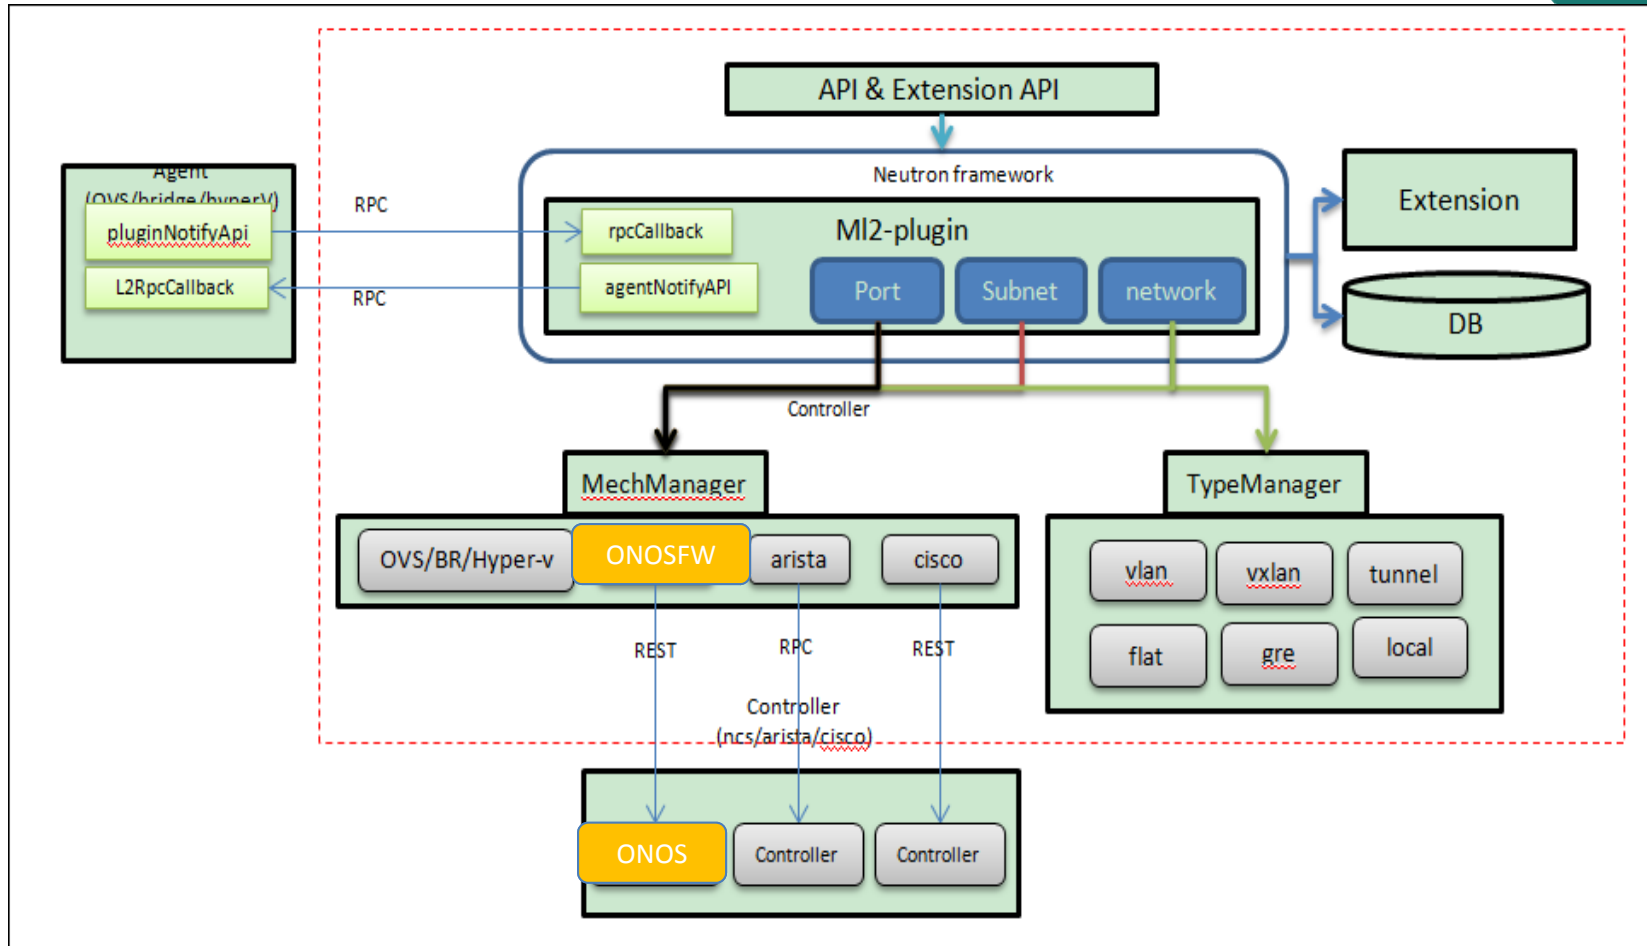 API & Extension API
Neutron framework
Agent
(OVS/bridge/hyperV)
pluginNotifyApi
L2RpcCallback
RPC
RPC
rpcCallback
agentNotifyAPI
Ml2-plugin
Port
Subnet
network
Extension
DB
Controller
MechManager
TypeManager
OVS/BR/Hyper-v
ONOSFW
arista
cisco
vlan
vxlan
tunnel
flat
gre
local
REST
RPC
REST
Controller
(ncs/arista/cisco)
ONOS
Controller
Controller